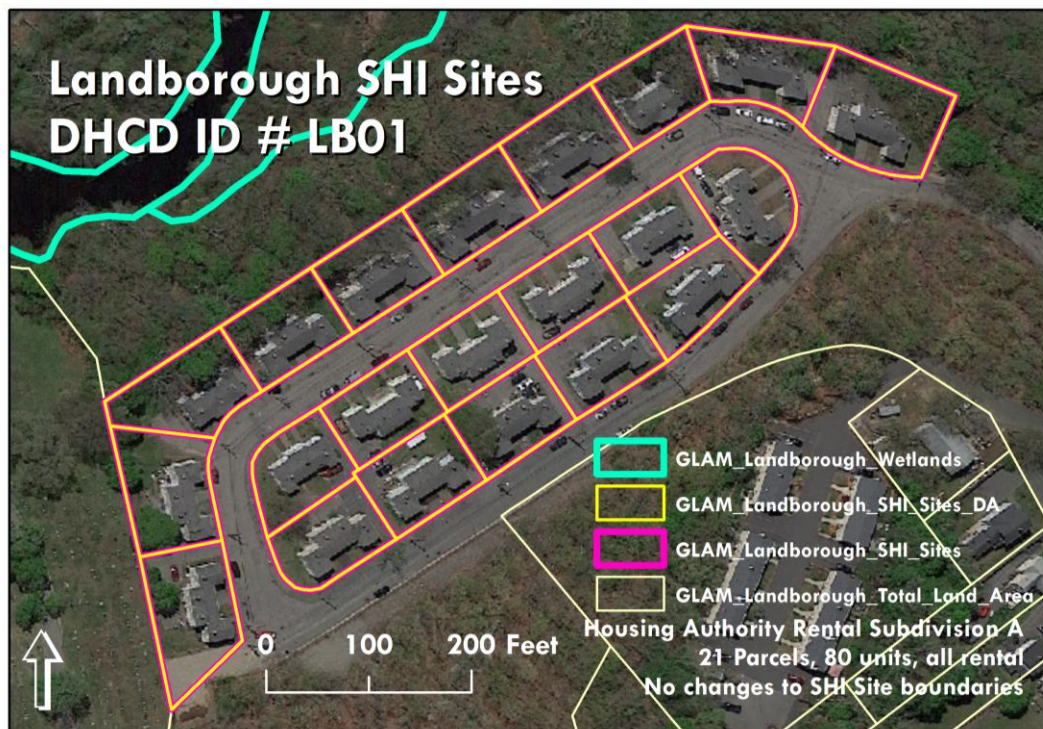 Landborough SHI Sites
DHCD ID # LB01
GLAM_Landborough_Wetlands
GLAM_Landborough_SHI_Sites_DA
GLAM_Landborough_SHI_Sites
GLAM_Landborough_Total_Land_Area
0 100 200 Feet
Housing Authority Rental Subdivision A
21 Parcels, 80 units, all rental
No changes to SHI Site boundaries